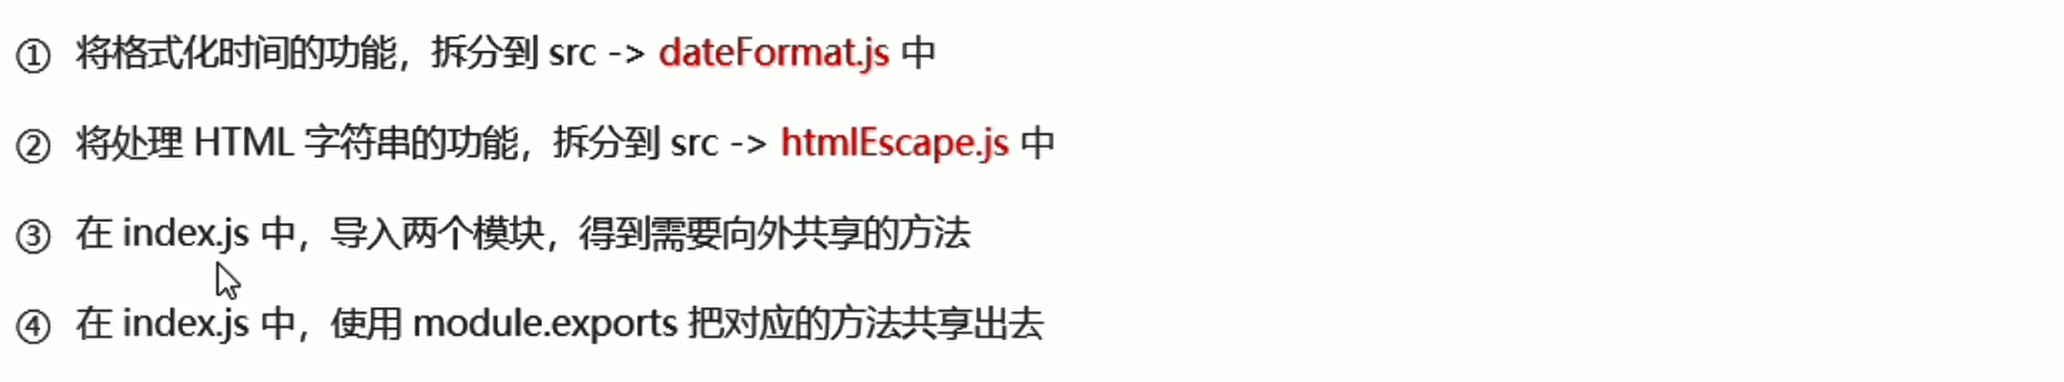 ① 将格式化时间的功能，拆分到 src -> dateFormat.js 中
② 将处理 HTML 字符串的功能，拆分到 src -> htmlEscape.js 中
③ 在 index.js 中，导入两个模块，得到需要向外共享的方法
④ 在 index.js 中，使用 module.exports 把对应的方法共享出去